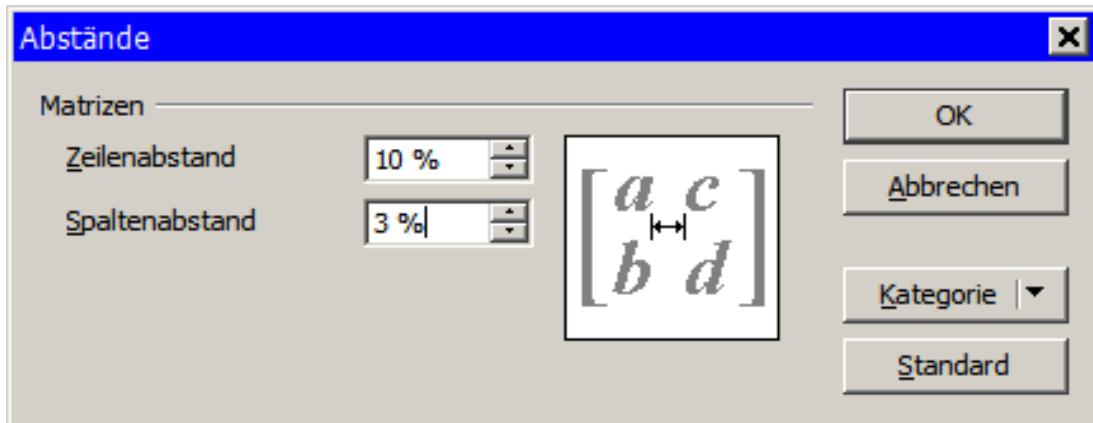 Abstände
Matrizen
Zeilenabstand 10 %
Spaltenabstand 3 %
a c
b d
OK
Abbrechen
Kategorie
Standard